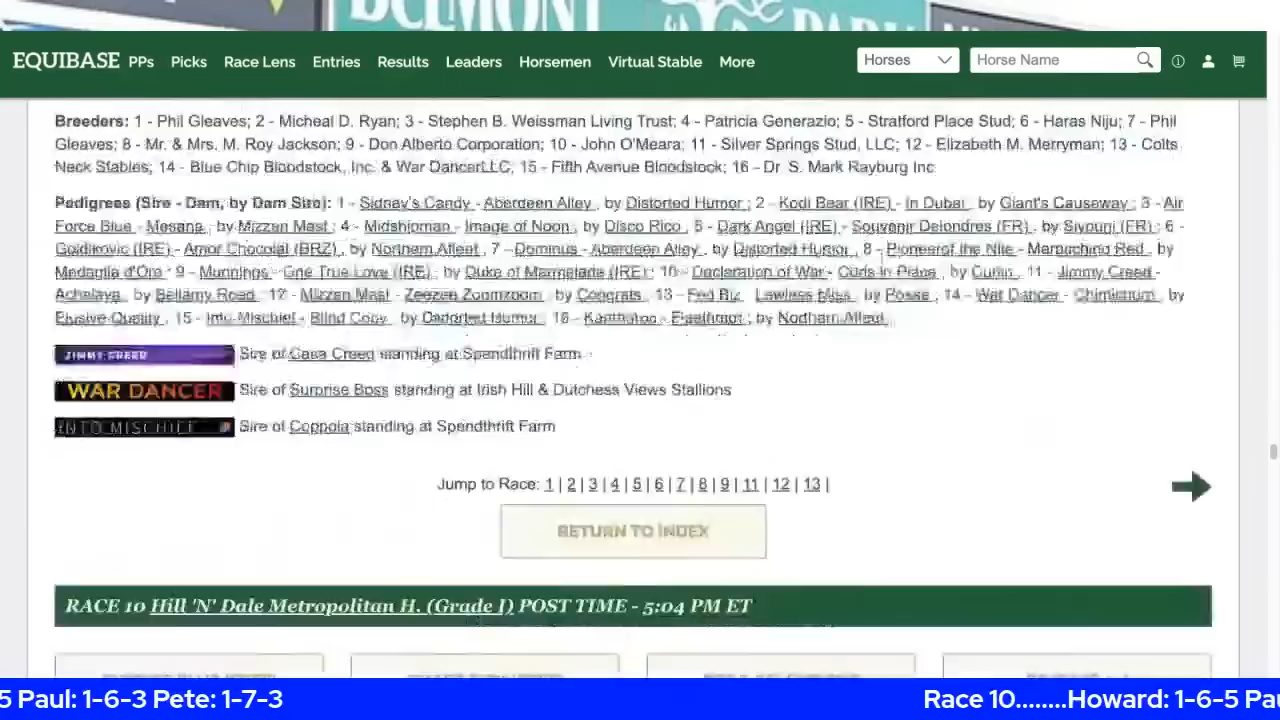 BELMONT PARK
EQUIBASE PPs Picks Race Lens Entries Results Leaders Horsemen Virtual Stable More Horses Horse Name
Breeders: 1 - Phil Gleaves; 2 - Micheal D. Ryan; 3 - Stephen B. Weissman Living Trust; 4 - Patricia Generazio; 5 - Stratford Place Stud; 6 - Haras Niju; 7 - Phil
Gleaves; 8 - Mr. & Mrs. M. Roy Jackson; 9 - Don Alberto Corporation; 10 - John O'Meara; 11 - Silver Springs Stud, LLC; 12 - Elizabeth M. Merryman; 13 - Colts
Neck Stables; 14 - Blue Chip Bloodstock, Inc. & War DancerLLC; 15 - Fifth Avenue Bloodstock; 16 - Dr. S. Mark Rayburg Inc
Pedigrees (Sire - Dam, by Dam Sire): 1 - Sidney's Candy - Aberdeen Alley , by Distorted Humor ; 2 - Kodi Bear (IRE) - In Dubai , by Giant's Causeway ; 3 - Air
Force Blue - Mesana , by Mizzen Mast ; 4 - Midshipman - Image of Noon , by Disco Rico ; 5 - Dark Angel (IRE) - Souvenir Delondres (FR) , by Siyouni (FR) ; 6 -
Goldikovic (IRE) - Amor Chocolat (BRZ) , by Northern Afleet ; 7 - Dominus - Aberdeen Alley , by Distorted Humor ; 8 - Pioneerof the Nile - Maraschino Red , by
Medaglia d'Oro ; 9 - Munnings - One True Love (IRE) , by Duke of Marmalade (IRE) ; 10 - Declaration of War - Odds in Place , by Curlin ; 11 - Jimmy Creed -
Achalaya , by Bellamy Road ; 12 - Mizzen Mast - Zeezee Zoomzoom , by Congrats ; 13 - Fed Biz - Lawless Miss , by Posse ; 14 - War Dancer - by
Elusive Quality ; 15 - Into Mischief - Blind Copy , by Distorted Humor ; 16 - Kantharos - by Northern Afleet
JIMMY CREED Sire of Casa Creed standing at Spendthrift Farm
WAR DANCER Sire of Surprise Boss standing at Irish Hill & Dutchess Views Stallions
INTO MISCHIEF Sire of Coppola standing at Spendthrift Farm
Jump to Race: 1 | 2 | 3 | 4 | 5 | 6 | 7 | 8 | 9 | 11 | 12 | 13 |
RETURN TO INDEX
RACE 10 Hill 'N' Dale Metropolitan H. (Grade I) POST TIME - 5:04 PM ET
5 Paul: 1-6-3 Pete: 1-7-3 Race 10........Howard: 1-6-5 Pau